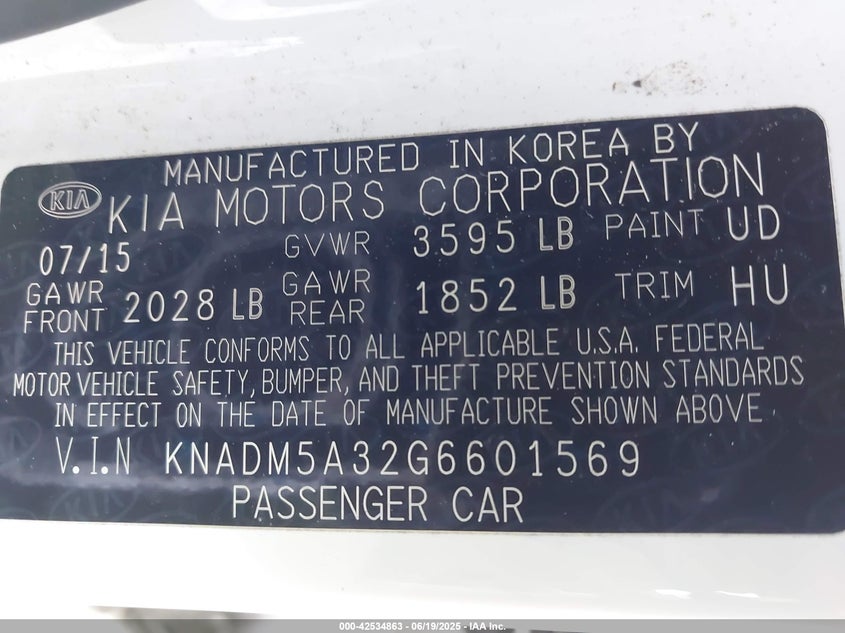 MANUFACTURED IN KOREA BY
KIA KIA MOTORS CORPORATION
07/15 GVWR 3595 LB PAINT UD
GAWR FRONT 2028 LB GAWR REAR 1852 LB TRIM HU
THIS VEHICLE CONFORMS TO ALL APPLICABLE U.S.A. FEDERAL
MOTOR VEHICLE SAFETY, BUMPER, AND THEFT PREVENTION STANDARDS
IN EFFECT ON THE DATE OF MANUFACTURE SHOWN ABOVE
V.I.N KNADM5A32G6601569
PASSENGER CAR
000-42534863 - 06/19/2025 - IAA Inc.